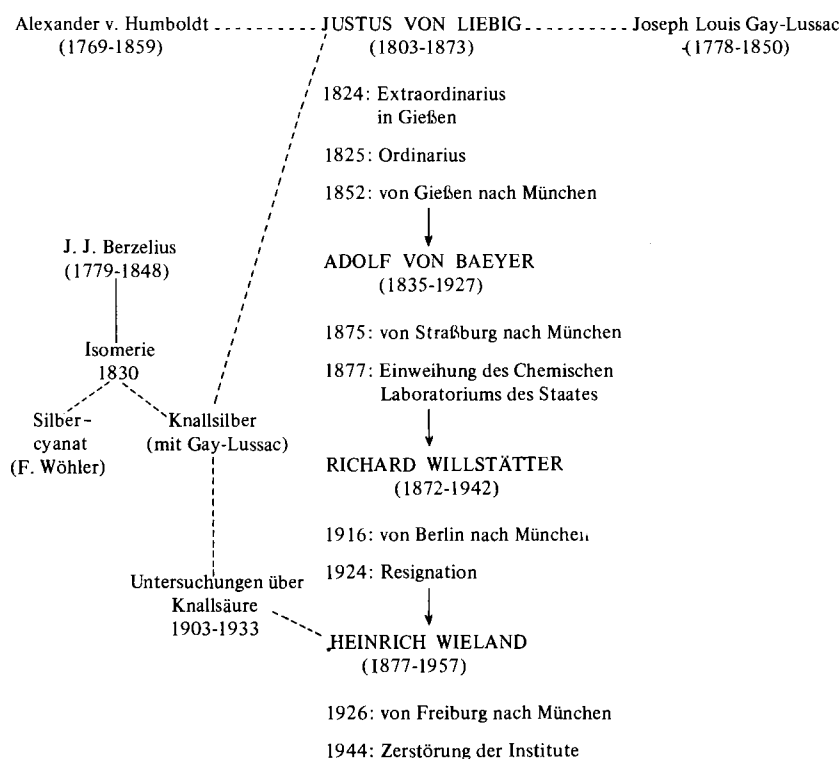 Alexander v. Humboldt JUSTUS VON LIEBIG Joseph Louis Gay-Lussac
(1769-1859) (1803-1873) (1778-1850)
1824: Extraordinarius
in Gießen
1825: Ordinarius
1852: von Gießen nach München
J. J. Berzelius
(1779-1848)
ADOLF VON BAEYER
(1835-1927)
Isomerie
1830
1875: von Straßburg nach München
1877: Einweihung des Chemischen
Laboratoriums des Staates
Silber-
cyanat
(F. Wöhler)
Knallsilber
(mit Gay-Lussac)
RICHARD WILLSTÄTTER
(1872-1942)
1916: von Berlin nach München
1924: Resignation
Untersuchungen über
Knallsäure
1903-1933
HEINRICH WIELAND
(1877-1957)
1926: von Freiburg nach München
1944: Zerstörung der Institute